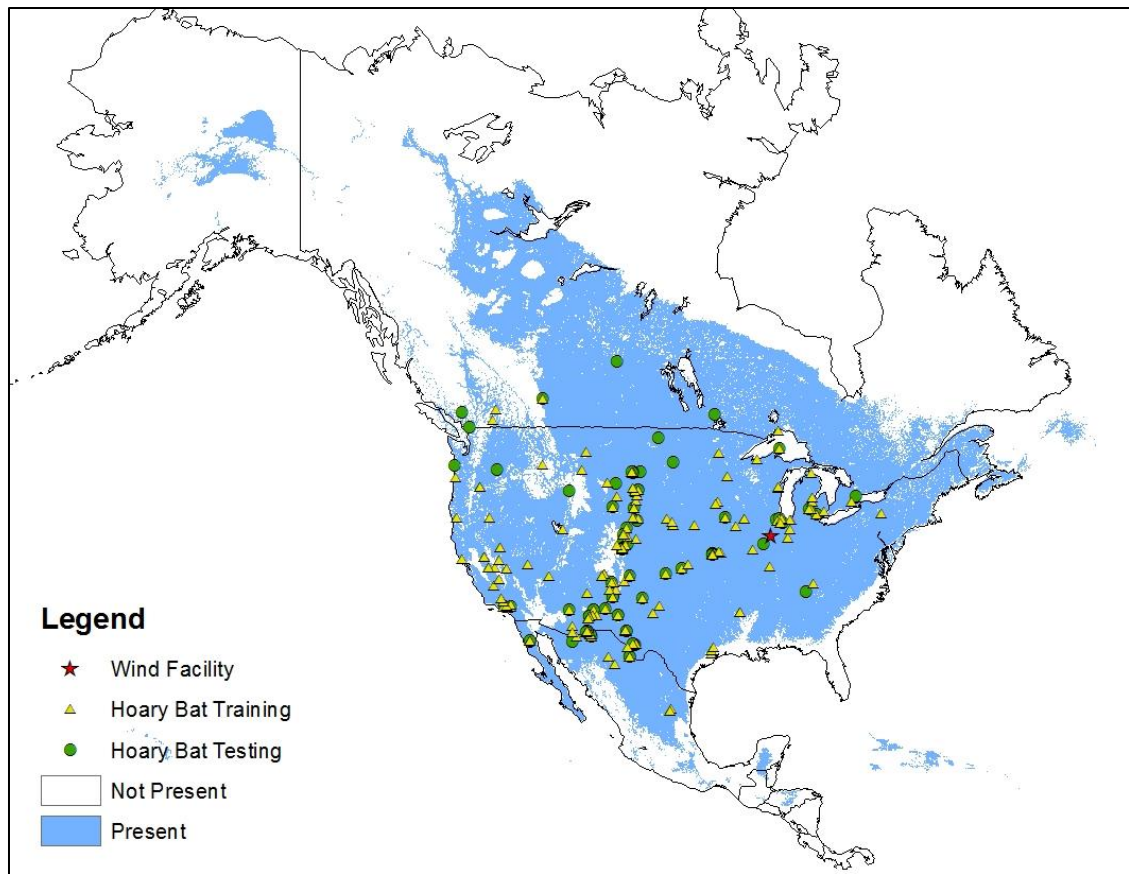 Legend
Wind Facility
Hoary Bat Training
Hoary Bat Testing
Not Present
Present